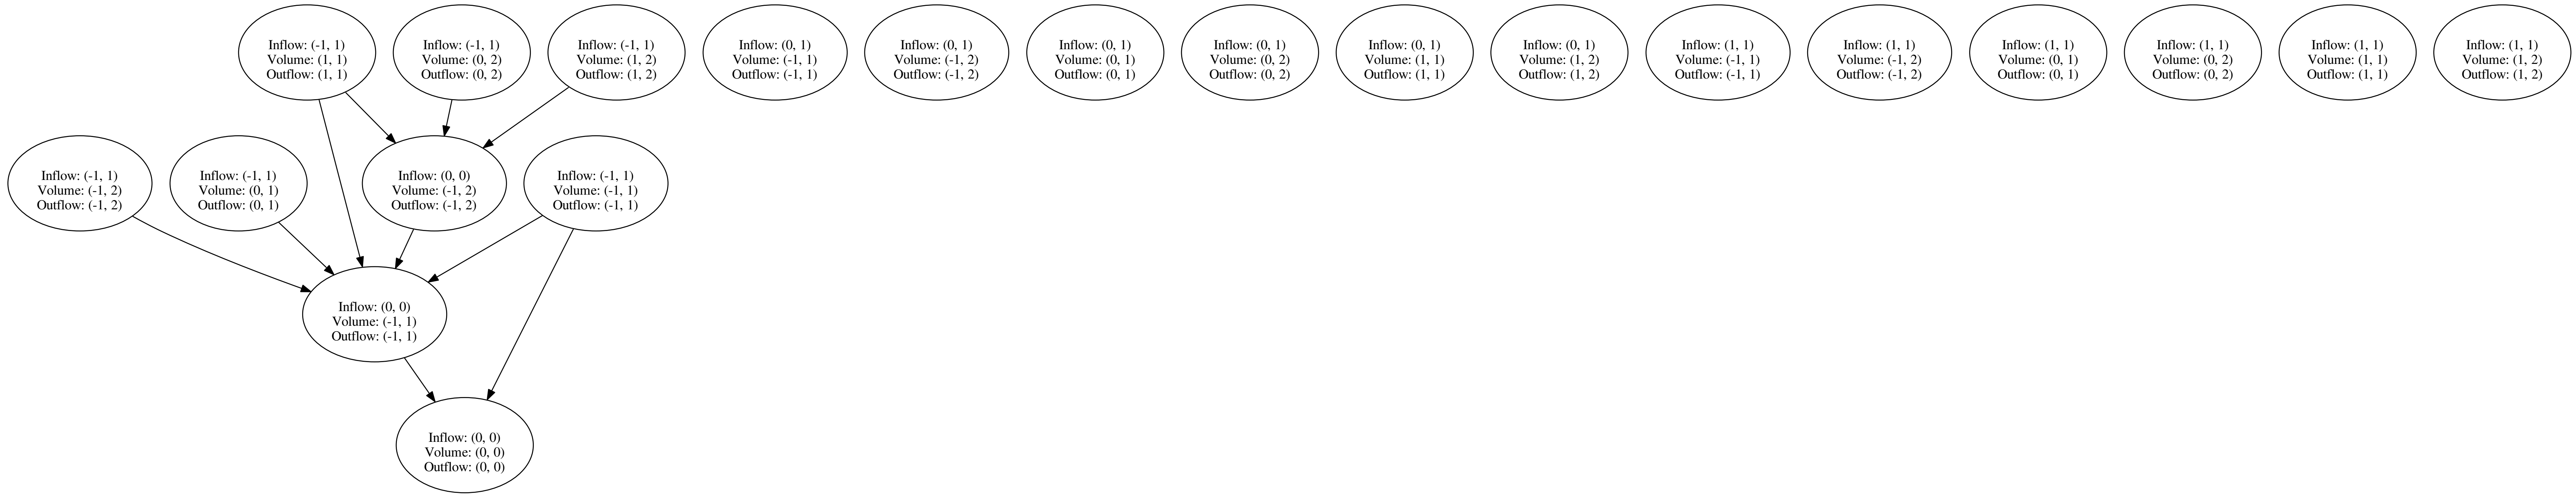 Inflow: (-1, 1)
Volume: (1, 1)
Outflow: (1, 1)
Inflow: (-1, 1)
Volume: (0, 2)
Outflow: (0, 2)
Inflow: (-1, 1)
Volume: (1, 2)
Outflow: (1, 2)
Inflow: (0, 1)
Volume: (-1, 1)
Outflow: (-1, 1)
Inflow: (0, 1)
Volume: (-1, 2)
Outflow: (-1, 2)
Inflow: (0, 1)
Volume: (0, 1)
Outflow: (0, 1)
Inflow: (0, 1)
Volume: (0, 2)
Outflow: (0, 2)
Inflow: (0, 1)
Volume: (1, 1)
Outflow: (1, 1)
Inflow: (0, 1)
Volume: (1, 2)
Outflow: (1, 2)
Inflow: (1, 1)
Volume: (-1, 1)
Outflow: (-1, 1)
Inflow: (1, 1)
Volume: (-1, 2)
Outflow: (-1, 2)
Inflow: (1, 1)
Volume: (0, 1)
Outflow: (0, 1)
Inflow: (1, 1)
Volume: (0, 2)
Outflow: (0, 2)
Inflow: (1, 1)
Volume: (1, 1)
Outflow: (1, 1)
Inflow: (1, 1)
Volume: (1, 2)
Outflow: (1, 2)
Inflow: (-1, 1)
Volume: (-1, 2)
Outflow: (-1, 2)
Inflow: (-1, 1)
Volume: (0, 1)
Outflow: (0, 1)
Inflow: (0, 0)
Volume: (-1, 2)
Outflow: (-1, 2)
Inflow: (-1, 1)
Volume: (-1, 1)
Outflow: (-1, 1)
Inflow: (0, 0)
Volume: (-1, 1)
Outflow: (-1, 1)
Inflow: (0, 0)
Volume: (0, 0)
Outflow: (0, 0)